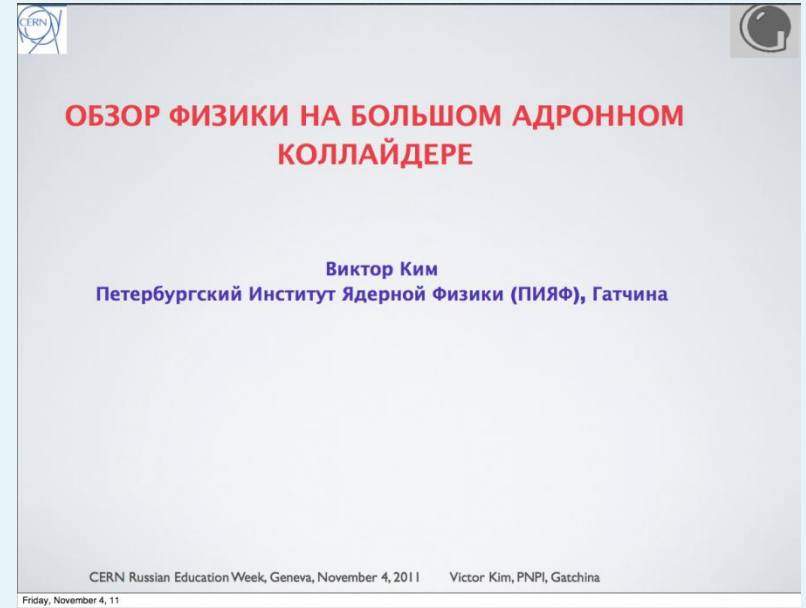 CERN
ОБЗОР ФИЗИКИ НА БОЛЬШОМ АДРОННОМ
КОЛЛАЙДЕРЕ
Виктор Ким
Петербургский Институт Ядерной Физики (ПИЯФ), Гатчина
CERN Russian Education Week, Geneva, November 4, 2011 Victor Kim, PNPI, Gatchina
Friday, November 4, 11